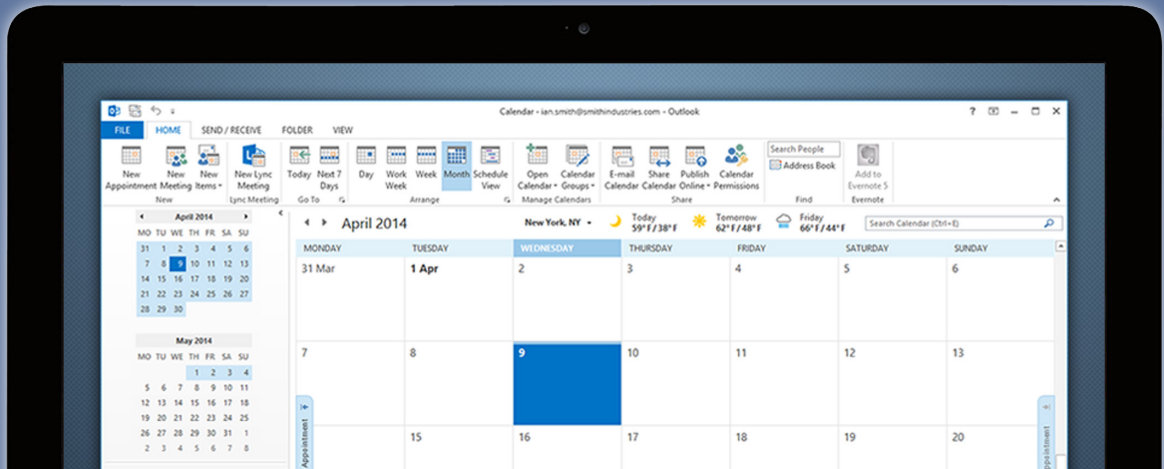 Calendar - ian.smith@smithindustries.com - Outlook
FILE HOME SEND / RECEIVE FOLDER VIEW
New Appointment
New Meeting
New Items
New
New Lync Meeting
Lync Meeting
Today
Next 7 Days
Go To
Day
Work Week
Week
Month
Schedule View
Arrange
Open Calendar
Calendar Groups
Manage Calendars
E-mail Calendar
Share Calendar
Publish Online
Calendar Permissions
Share
Search People
Address Book
Find
Add to Evernote 5
Evernote
April 2014
MO TU WE TH FR SA SU
31 1 2 3 4 5 6
7 8 9 10 11 12 13
14 15 16 17 18 19 20
21 22 23 24 25 26 27
28 29 30
May 2014
MO TU WE TH FR SA SU
1 2 3 4
5 6 7 8 9 10 11
12 13 14 15 16 17 18
19 20 21 22 23 24 25
26 27 28 29 30 31 1
2 3 4 5 6 7 8
April 2014
New York, NY
Today
59°F/38°F
Tomorrow
62°F/48°F
Friday
66°F/44°F
Search Calendar (Ctrl+E)
MONDAY TUESDAY WEDNESDAY THURSDAY FRIDAY SATURDAY SUNDAY
31 Mar 1 Apr 2 3 4 5 6
7 8 9 10 11 12 13
15 16 17 18 19 20
Appointment